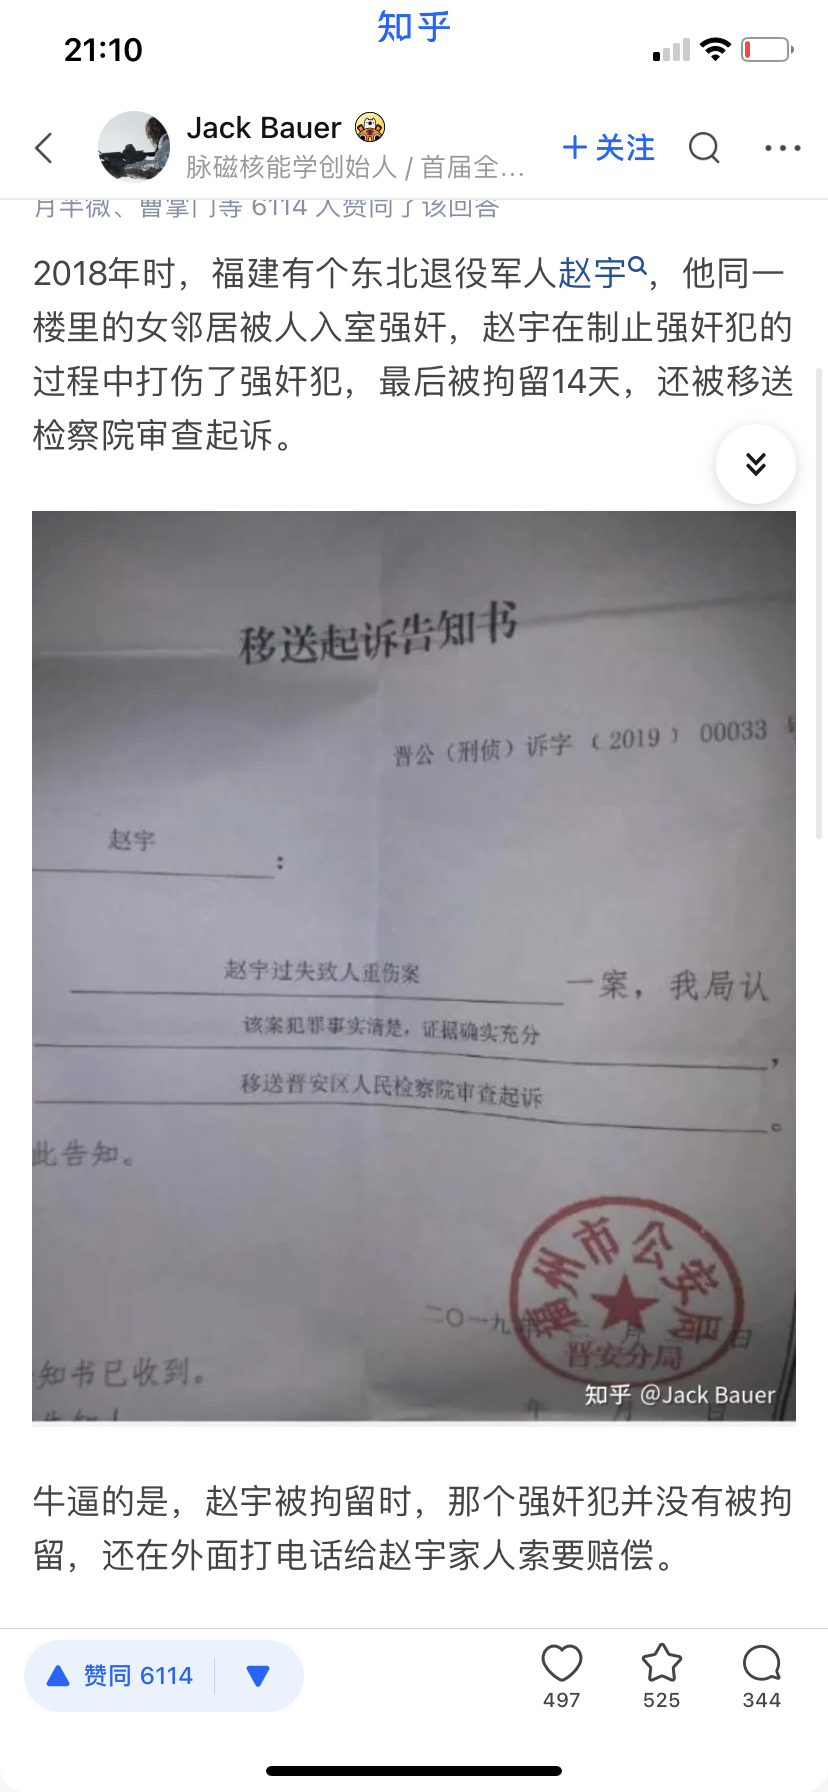 知乎
21:10
Jack Bauer
脉磁核能学创始人 / 首届全...
+ 关注
月半微、曹掌门等 6114 人赞同了该回答
2018年时，福建有个东北退役军人赵宇，他同一
楼里的女邻居被人入室强奸，赵宇在制止强奸犯的
过程中打伤了强奸犯，最后被拘留14天，还被移送
检察院审查起诉。
移送起诉告知书
晋公（刑侦）诉字（2019）00033 号
赵宇：
赵宇过失致人重伤案一案，我局认
该案犯罪事实清楚，证据确实充分，
移送晋安区人民检察院审查起诉。
此告知。
福州市公安局
晋安分局
二〇一九年二月 日
知书已收到。
年 月 日
知乎 @Jack Bauer
牛逼的是，赵宇被拘留时，那个强奸犯并没有被拘
留，还在外面打电话给赵宇家人索要赔偿。
赞同 6114
497
525
344